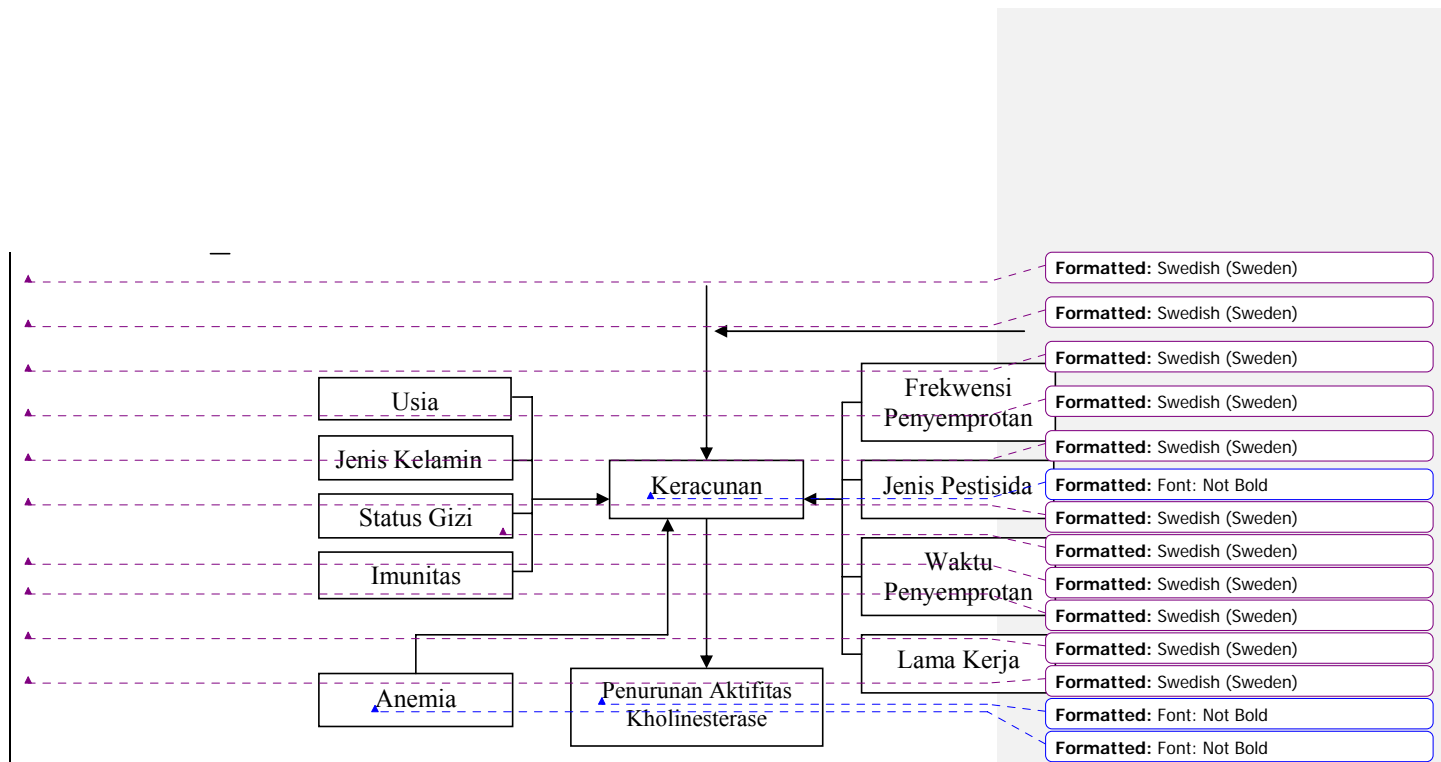 Usia
Jenis Kelamin
Status Gizi
Imunitas
Anemia
Keracunan
Penurunan Aktifitas
Kholinesterase
Frekwensi
Penyemprotan
Jenis Pestisida
Waktu
Penyemprotan
Lama Kerja
Formatted: Swedish (Sweden)
Formatted: Swedish (Sweden)
Formatted: Swedish (Sweden)
Formatted: Swedish (Sweden)
Formatted: Swedish (Sweden)
Formatted: Font: Not Bold
Formatted: Swedish (Sweden)
Formatted: Swedish (Sweden)
Formatted: Swedish (Sweden)
Formatted: Swedish (Sweden)
Formatted: Swedish (Sweden)
Formatted: Swedish (Sweden)
Formatted: Font: Not Bold
Formatted: Font: Not Bold